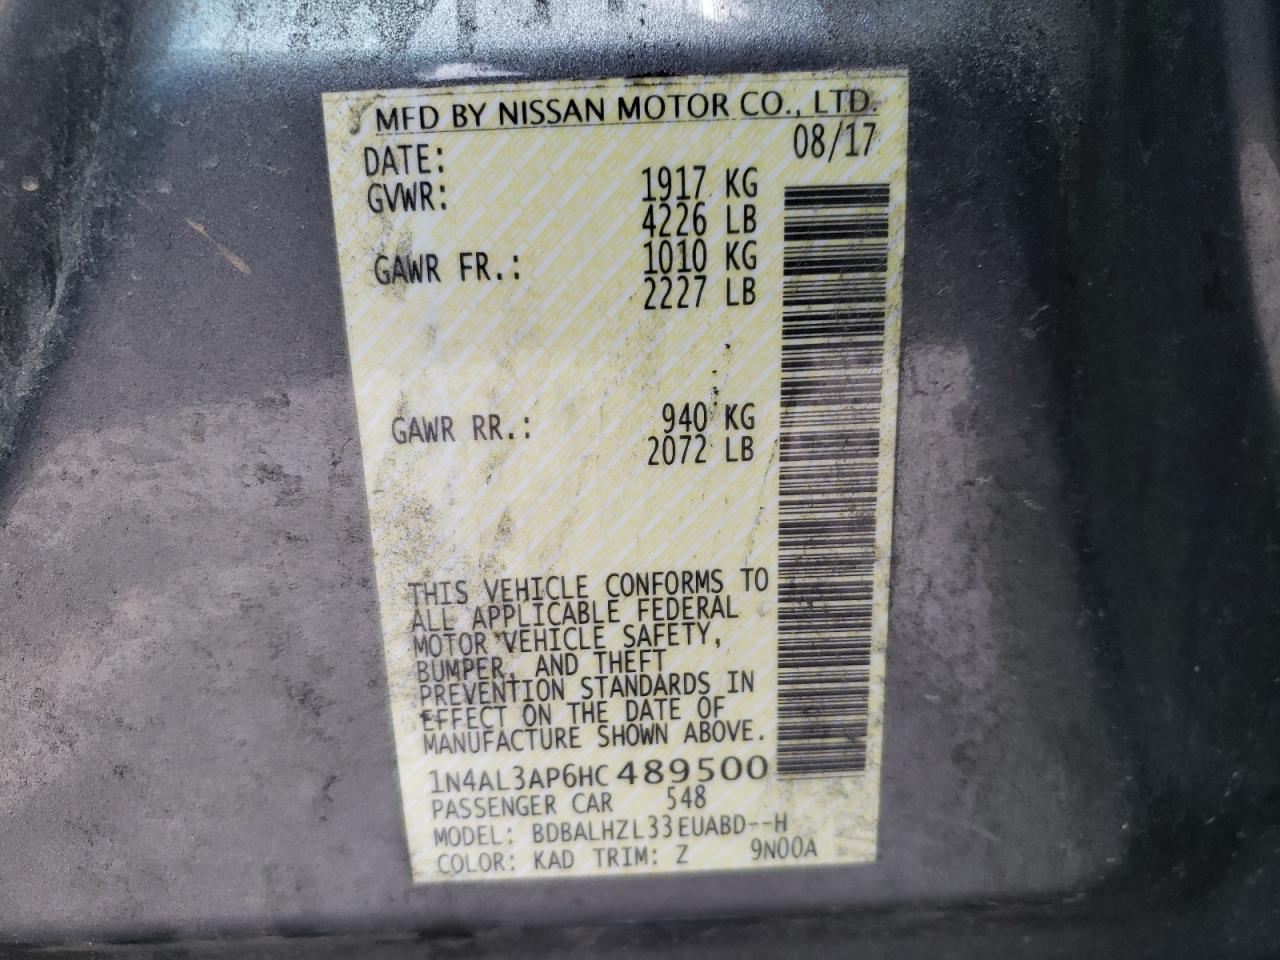 MFD BY NISSAN MOTOR CO., LTD.
DATE: 08/17
GVWR: 1917 KG
4226 LB
GAWR FR.: 1010 KG
2227 LB
GAWR RR.: 940 KG
2072 LB
THIS VEHICLE CONFORMS TO
ALL APPLICABLE FEDERAL
MOTOR VEHICLE SAFETY,
BUMPER, AND THEFT
PREVENTION STANDARDS IN
EFFECT ON THE DATE OF
MANUFACTURE SHOWN ABOVE.
1N4AL3AP6HC489500
PASSENGER CAR 548
MODEL: BDBALHZL33EUABD--H
COLOR: KAD TRIM: Z 9N00A